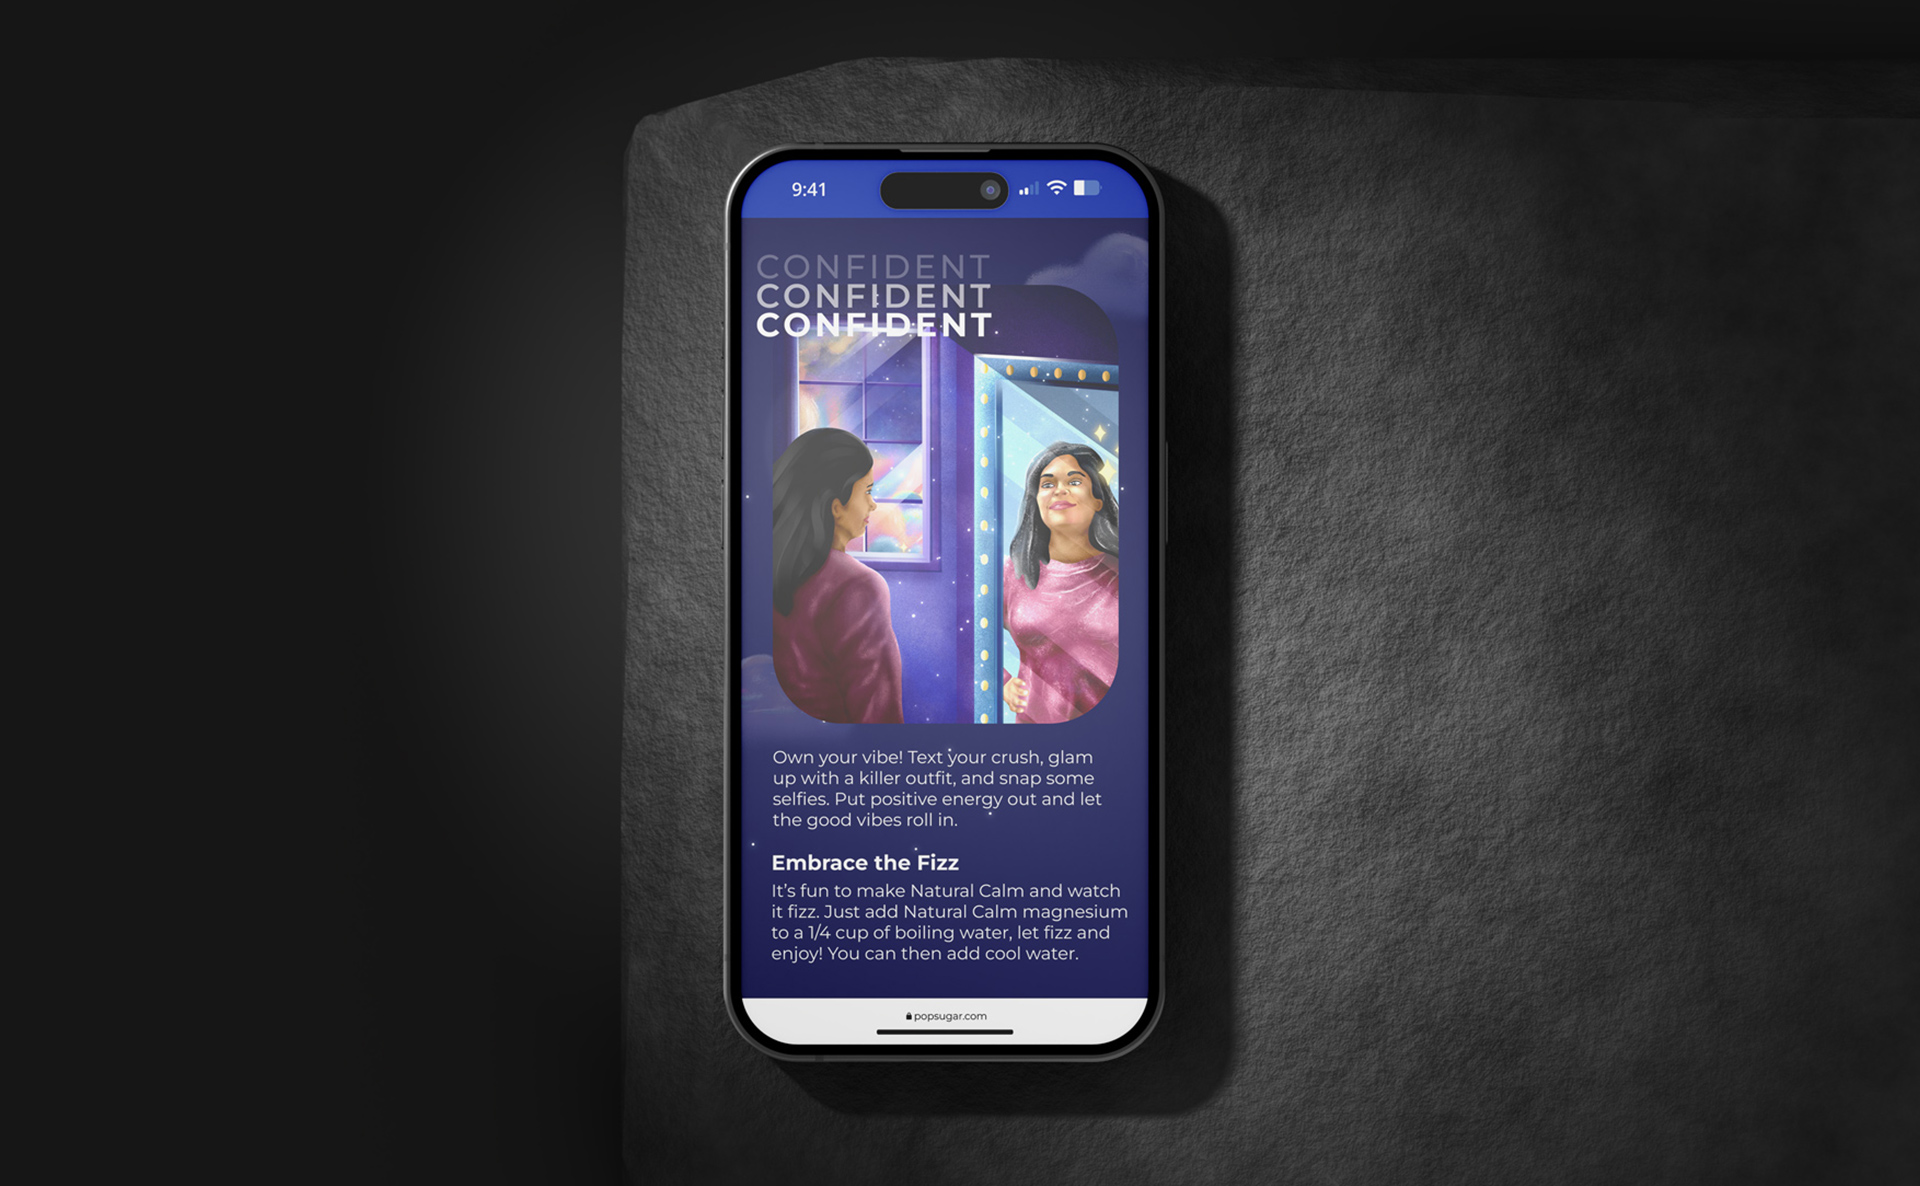 9:41
CONFIDENT
CONFIDENT
CONFIDENT
Own your vibe! Text your crush, glam
up with a killer outfit, and snap some
selfies. Put positive energy out and let
the good vibes roll in.
Embrace the Fizz
It's fun to make Natural Calm and watch
it fizz. Just add Natural Calm magnesium
to a 1/4 cup of boiling water, let fizz and
enjoy! You can then add cool water.
popsugar.com